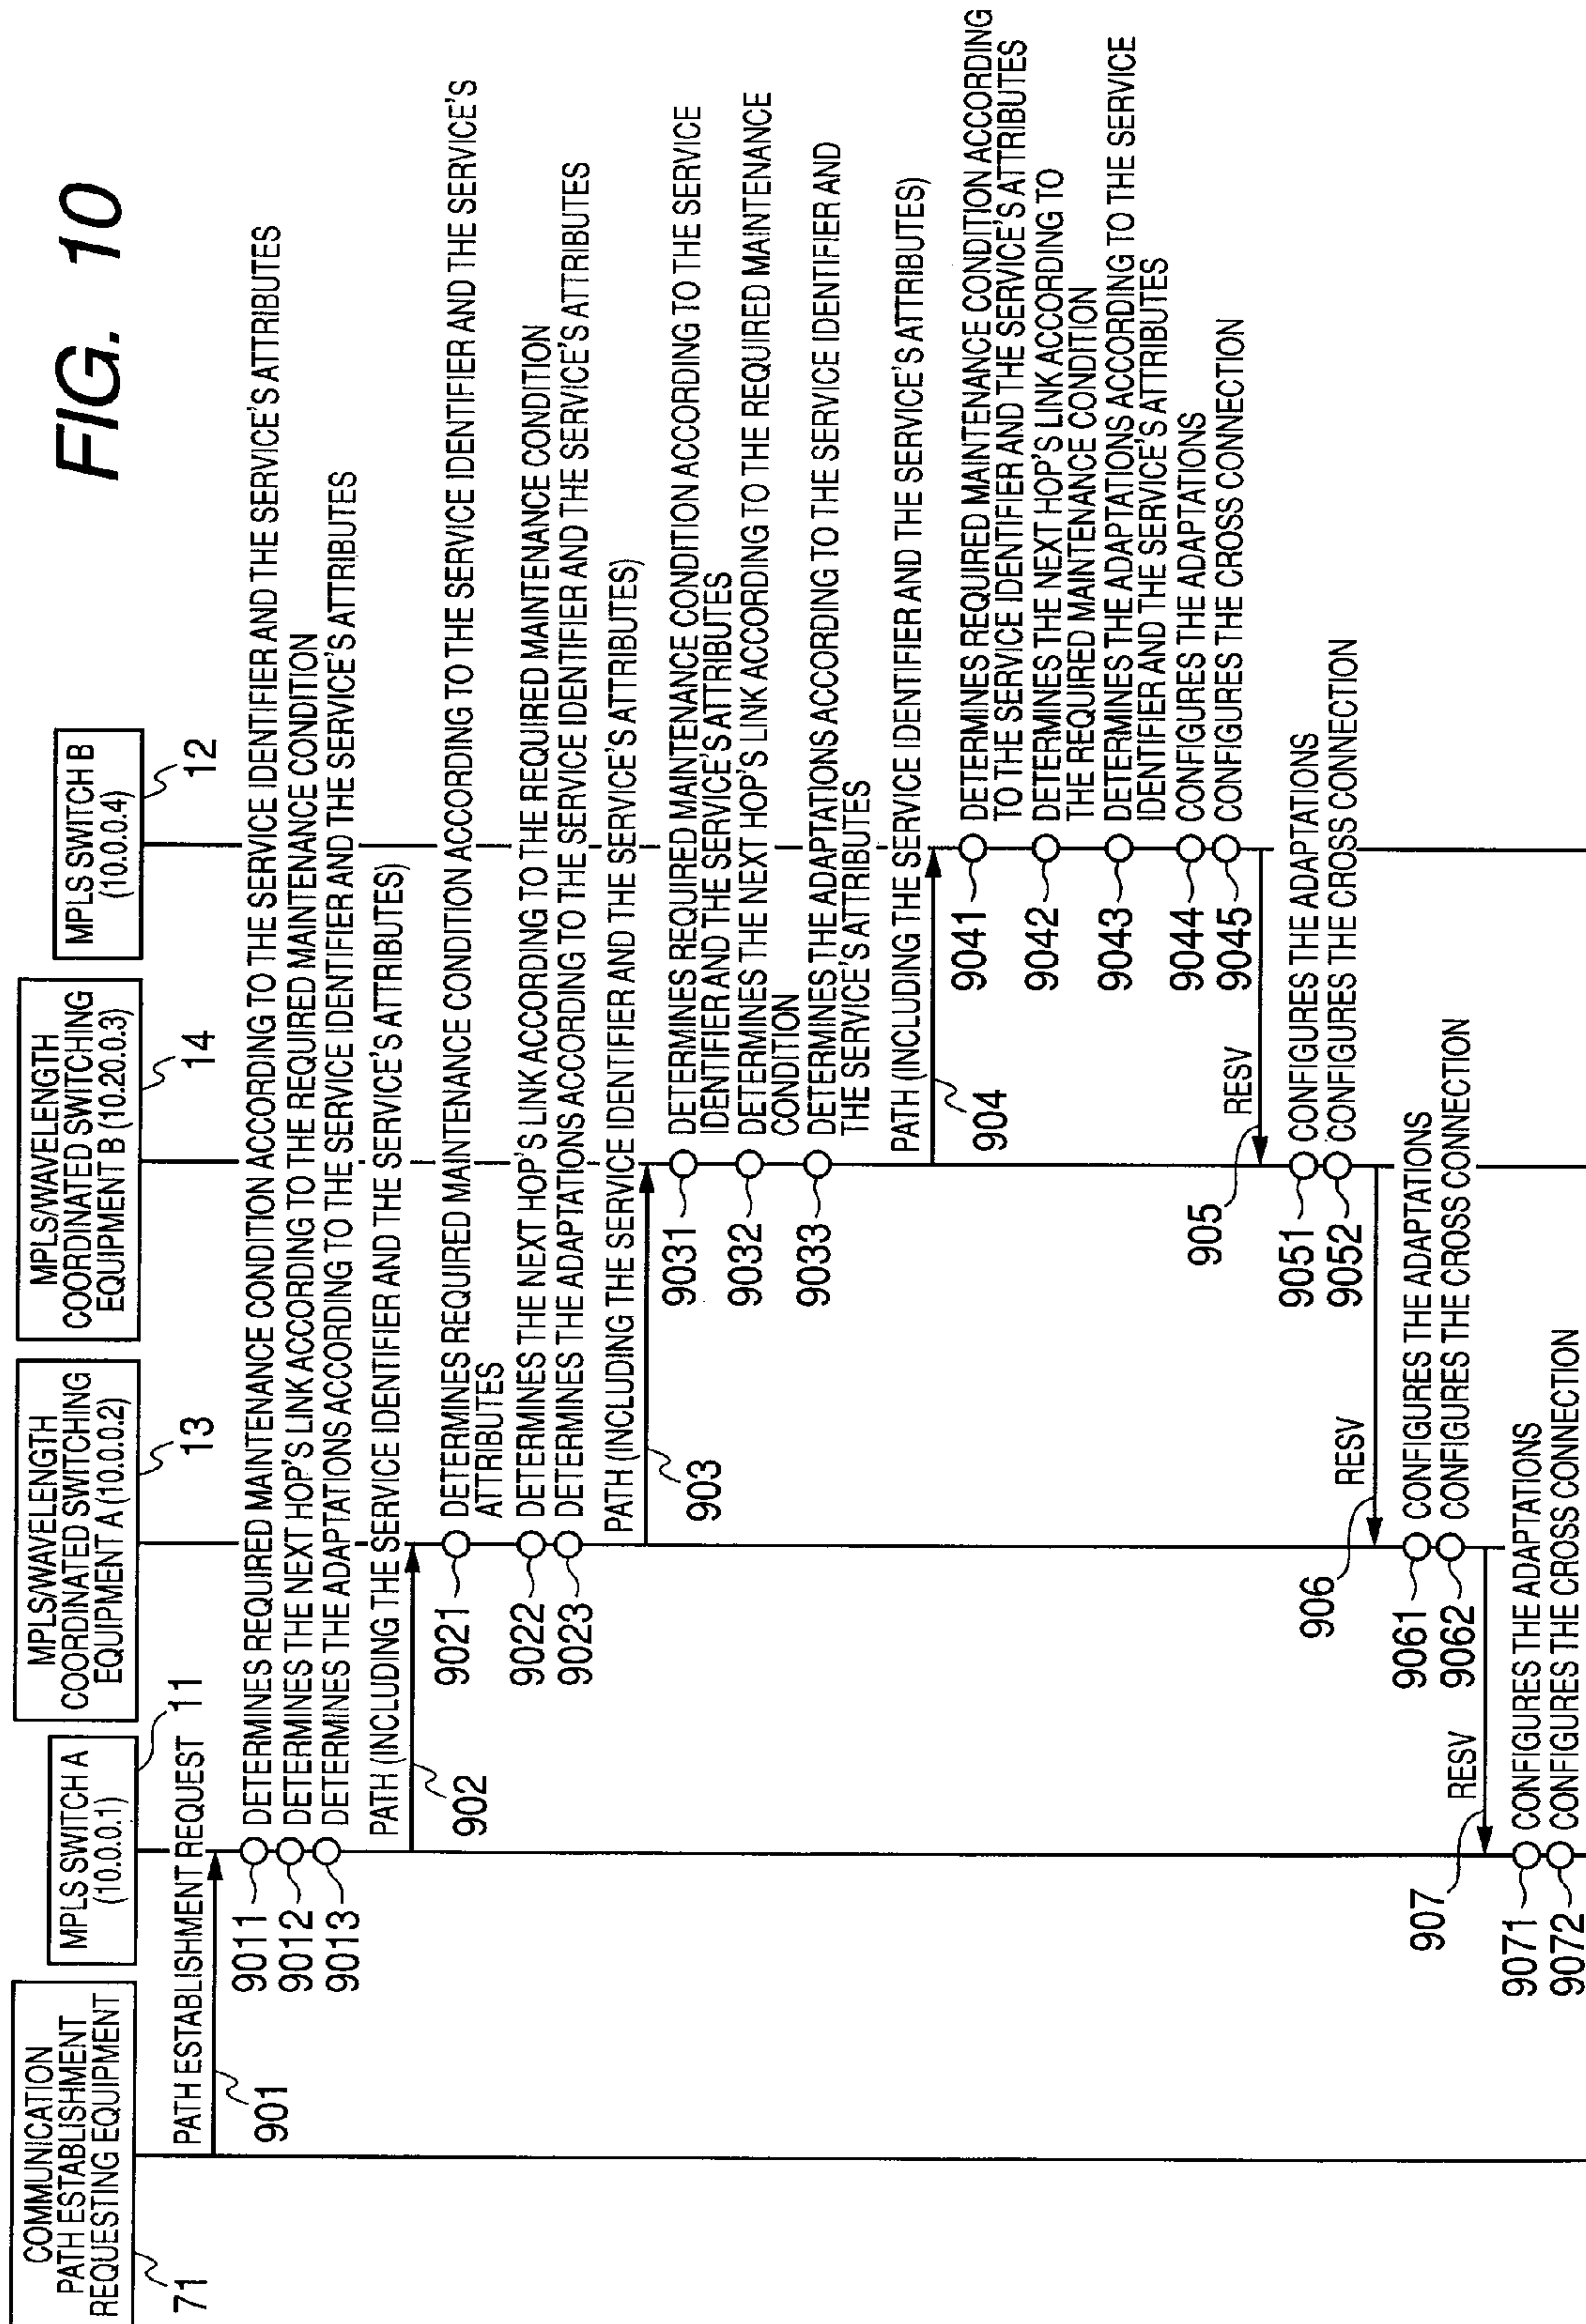 FIG. 10
COMMUNICATION
PATH ESTABLISHMENT
REQUESTING EQUIPMENT
71
MPLS SWITCH A
(10.0.0.1)
11
MPLS/WAVELENGTH
COORDINATED SWITCHING
EQUIPMENT A (10.0.0.2)
13
MPLS/WAVELENGTH
COORDINATED SWITCHING
EQUIPMENT B (10.20.0.3)
14
MPLS SWITCH B
(10.0.0.4)
12
PATH ESTABLISHMENT REQUEST
901
9011
DETERMINES REQUIRED MAINTENANCE CONDITION ACCORDING TO THE SERVICE IDENTIFIER AND THE SERVICE'S ATTRIBUTES
9012
DETERMINES THE NEXT HOP'S LINK ACCORDING TO THE REQUIRED MAINTENANCE CONDITION
9013
DETERMINES THE ADAPTATIONS ACCORDING TO THE SERVICE IDENTIFIER AND THE SERVICE'S ATTRIBUTES
PATH (INCLUDING THE SERVICE IDENTIFIER AND THE SERVICE'S ATTRIBUTES)
902
9021
DETERMINES REQUIRED MAINTENANCE CONDITION ACCORDING TO THE SERVICE IDENTIFIER AND THE SERVICE'S
ATTRIBUTES
9022
DETERMINES THE NEXT HOP'S LINK ACCORDING TO THE REQUIRED MAINTENANCE CONDITION
9023
DETERMINES THE ADAPTATIONS ACCORDING TO THE SERVICE IDENTIFIER AND THE SERVICE'S ATTRIBUTES
PATH (INCLUDING THE SERVICE IDENTIFIER AND THE SERVICE'S ATTRIBUTES)
903
9031
DETERMINES REQUIRED MAINTENANCE CONDITION ACCORDING TO THE SERVICE
IDENTIFIER AND THE SERVICE'S ATTRIBUTES
9032
DETERMINES THE NEXT HOP'S LINK ACCORDING TO THE REQUIRED MAINTENANCE
CONDITION
9033
DETERMINES THE ADAPTATIONS ACCORDING TO THE SERVICE IDENTIFIER AND
THE SERVICE'S ATTRIBUTES
PATH (INCLUDING THE SERVICE IDENTIFIER AND THE SERVICE'S ATTRIBUTES)
904
9041
DETERMINES REQUIRED MAINTENANCE CONDITION ACCORDING
TO THE SERVICE IDENTIFIER AND THE SERVICE'S ATTRIBUTES
9042
DETERMINES THE NEXT HOP'S LINK ACCORDING TO
THE REQUIRED MAINTENANCE CONDITION
9043
DETERMINES THE ADAPTATIONS ACCORDING TO THE SERVICE
IDENTIFIER AND THE SERVICE'S ATTRIBUTES
9044
CONFIGURES THE ADAPTATIONS
9045
CONFIGURES THE CROSS CONNECTION
RESV
905
9051
CONFIGURES THE ADAPTATIONS
9052
CONFIGURES THE CROSS CONNECTION
RESV
906
9061
CONFIGURES THE ADAPTATIONS
9062
CONFIGURES THE CROSS CONNECTION
RESV
907
9071
CONFIGURES THE ADAPTATIONS
9072
CONFIGURES THE CROSS CONNECTION